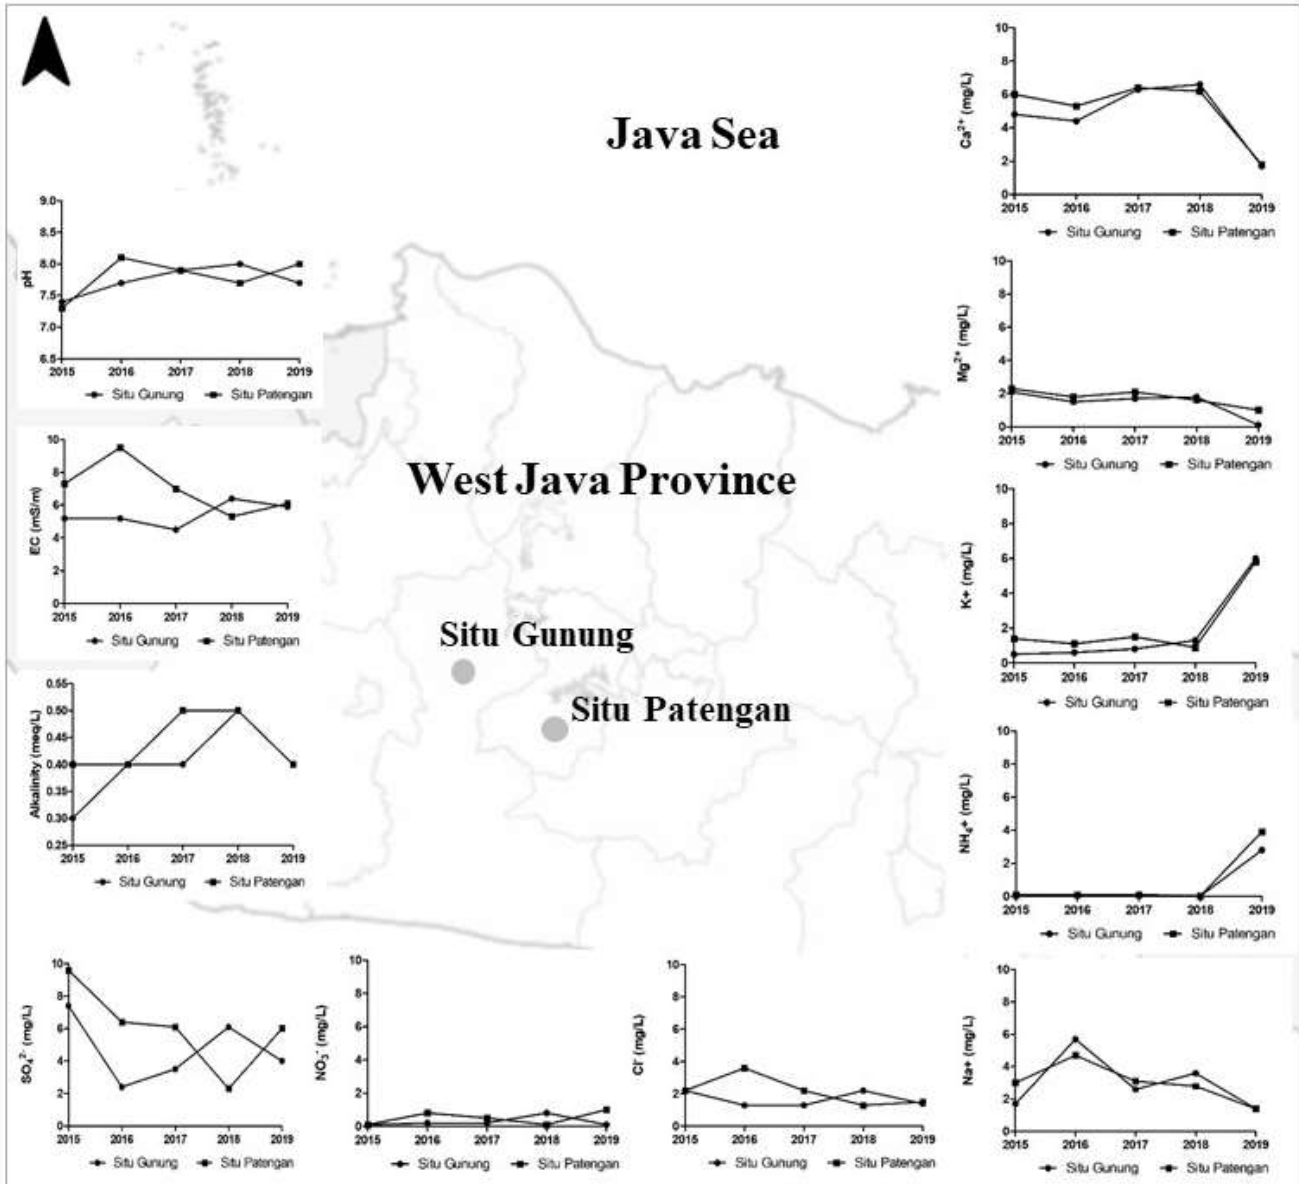 Java Sea
West Java Province
Situ Gunung
Situ Patengan
pH
9.0
8.5
8.0
7.5
7.0
6.5
2015 2016 2017 2018 2019
Situ Gunung Situ Patengan
EC (mS/m)
10
8
6
4
2
0
2015 2016 2017 2018 2019
Situ Gunung Situ Patengan
Alkalinity (meq/L)
0.55
0.50
0.45
0.40
0.35
0.30
0.25
2015 2016 2017 2018 2019
Situ Gunung Situ Patengan
SO₄²⁻ (mg/L)
10
8
6
4
2
0
2015 2016 2017 2018 2019
Situ Gunung Situ Patengan
NO₃⁻ (mg/L)
10
8
6
4
2
0
2015 2016 2017 2018 2019
Situ Gunung Situ Patengan
Cl⁻ (mg/L)
10
8
6
4
2
0
2015 2016 2017 2018 2019
Situ Gunung Situ Patengan
Ca²⁺ (mg/L)
10
8
6
4
2
0
2015 2016 2017 2018 2019
Situ Gunung Situ Patengan
Mg²⁺ (mg/L)
10
8
6
4
2
0
2015 2016 2017 2018 2019
Situ Gunung Situ Patengan
K+ (mg/L)
10
8
6
4
2
0
2015 2016 2017 2018 2019
Situ Gunung Situ Patengan
NH₄+ (mg/L)
10
8
6
4
2
0
2015 2016 2017 2018 2019
Situ Gunung Situ Patengan
Na+ (mg/L)
10
8
6
4
2
0
2015 2016 2017 2018 2019
Situ Gunung Situ Patengan